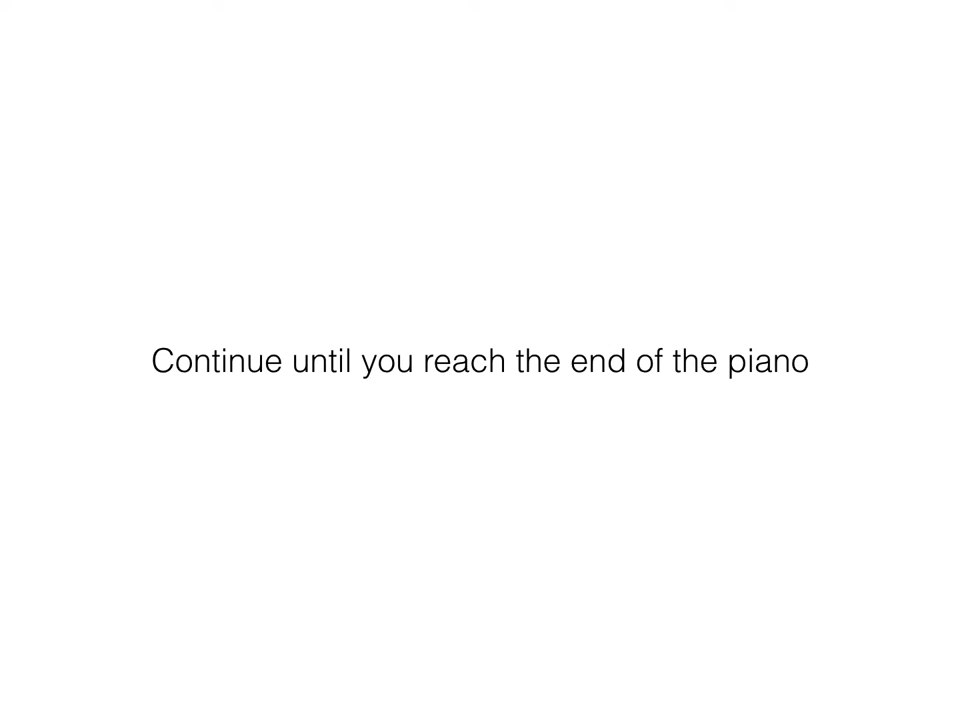 Continue until you reach the end of the piano